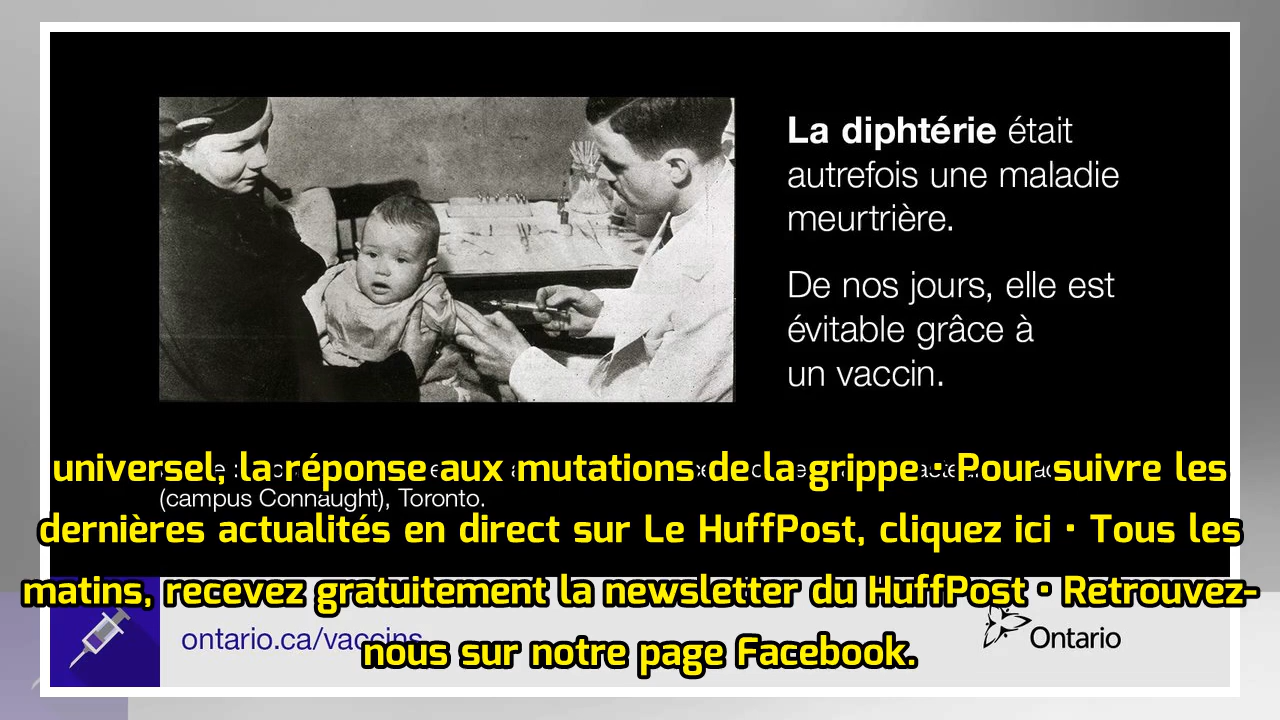 La diphtérie était
autrefois une maladie
meurtrière.
De nos jours, elle est
évitable grâce à
un vaccin.
universel, la réponse aux mutations de la grippe • Pour suivre les
(campus Connaught), Toronto.
dernières actualités en direct sur Le HuffPost, cliquez ici • Tous les
matins, recevez gratuitement la newsletter du HuffPost • Retrouvez-
ontario.ca/vaccins
Ontario
nous sur notre page Facebook.